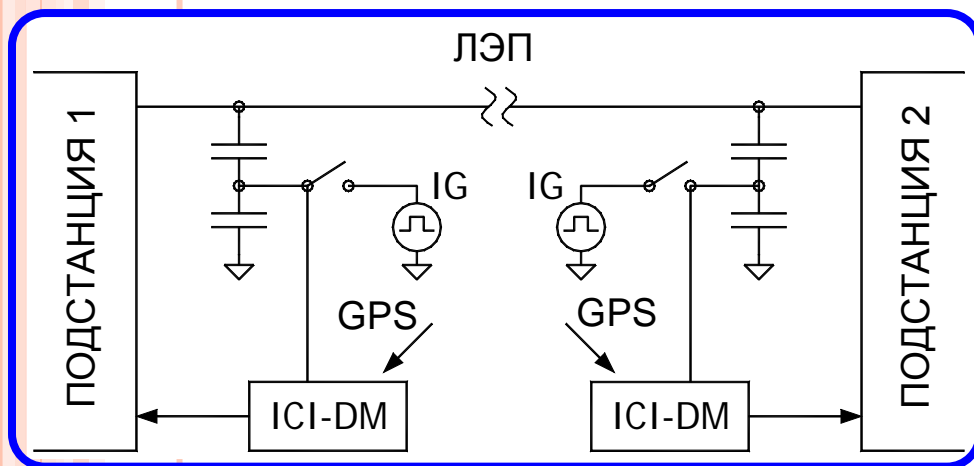 ЛЭП
ПОДСТАНЦИЯ 1
IG
IG
ПОДСТАНЦИЯ 2
GPS
GPS
ICI-DM
ICI-DM